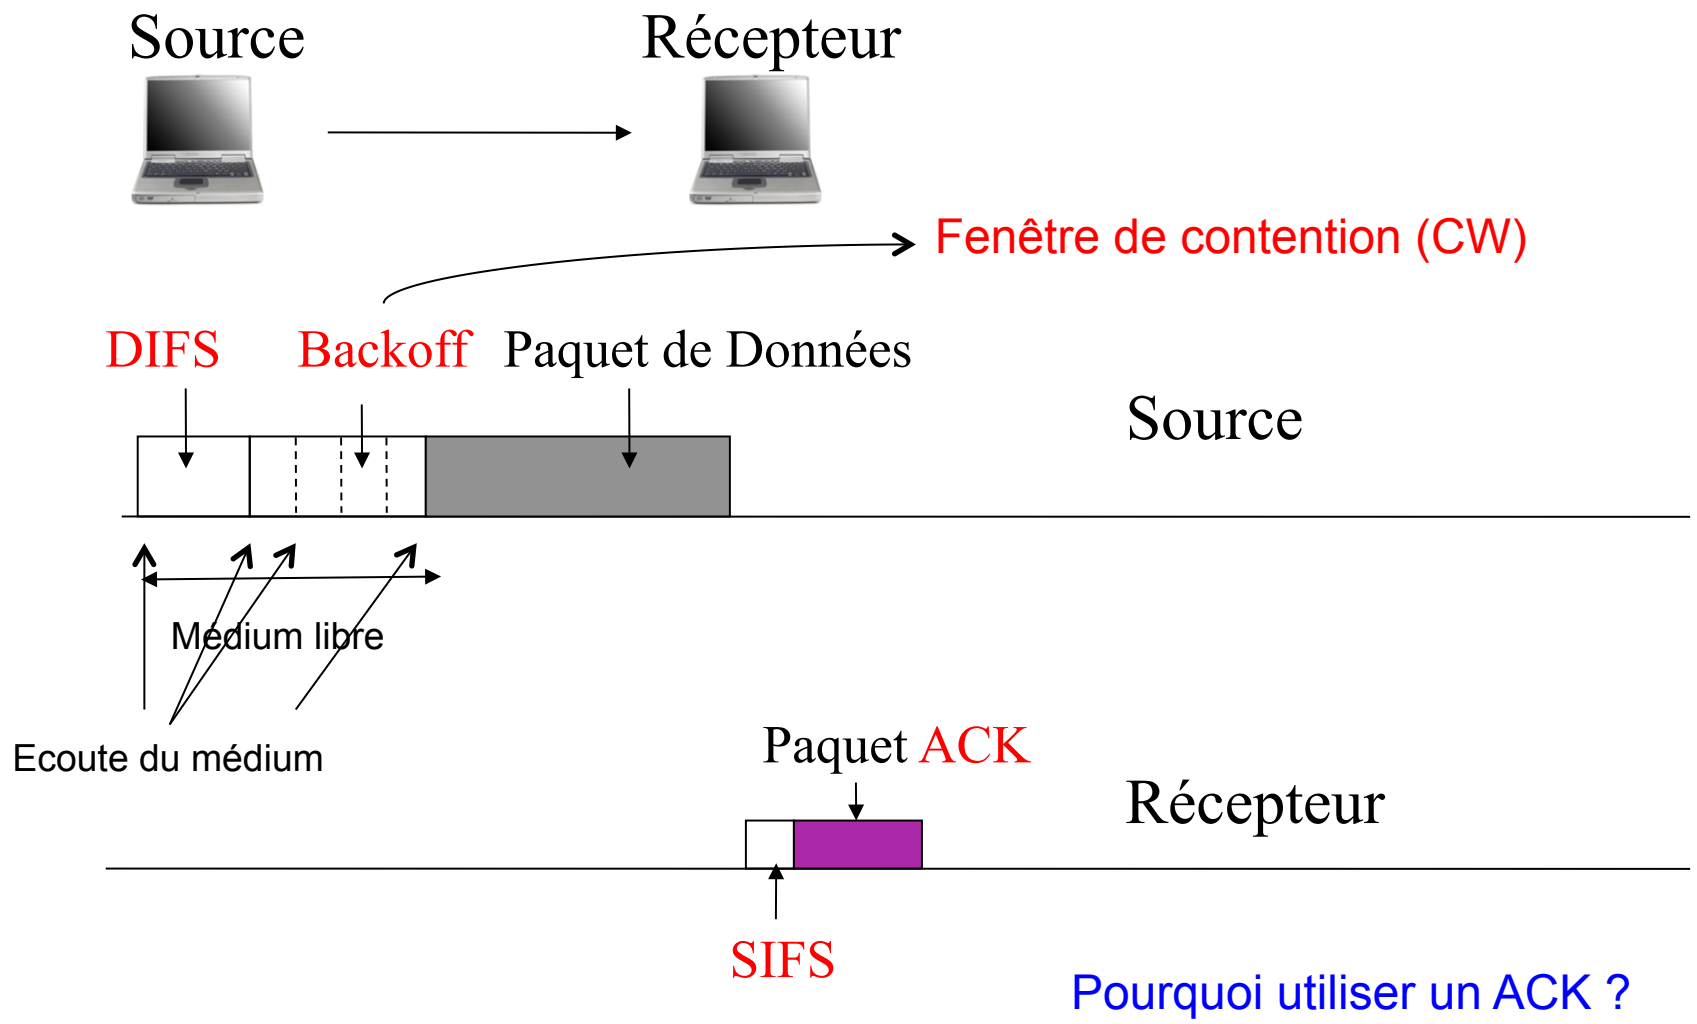 Source
Récepteur
Fenêtre de contention (CW)
DIFS
Backoff
Paquet de Données
Source
Médium libre
Ecoute du médium
Paquet ACK
Récepteur
SIFS
Pourquoi utiliser un ACK ?